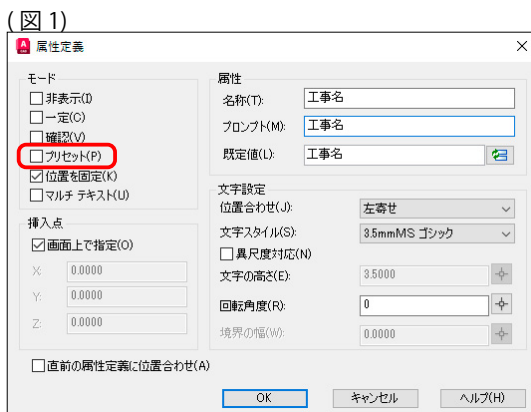 (図 1)
属性定義
モード
非表示(I)
一定(C)
確認(V)
プリセット(P)
位置を固定(K)
マルチ テキスト(U)
挿入点
画面上で指定(O)
X: 0.0000
Y: 0.0000
Z: 0.0000
直前の属性定義に位置合わせ(A)
属性
名称(T): 工事名
プロンプト(M): 工事名
既定値(L): 工事名
文字設定
位置合わせ(J): 左寄せ
文字スタイル(S): 3.5mmMS ゴシック
異尺度対応(N)
文字の高さ(E): 3.5000
回転角度(R): 0
境界の幅(W): 0.0000
OK キャンセル ヘルプ(H)